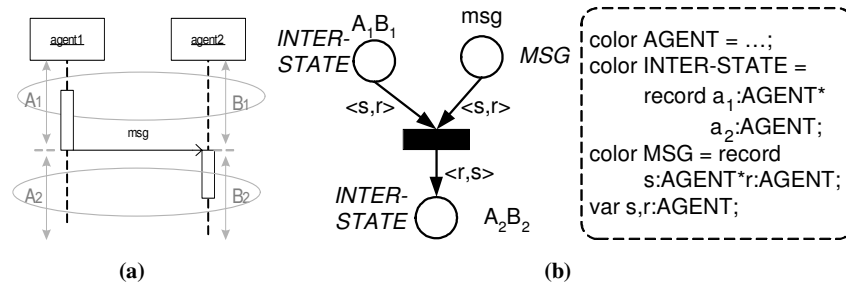 agent1
agent2
A1
B1
msg
A2
B2
(a)
A1B1
msg
INTER-
STATE
MSG
<s,r>
<s,r>
<r,s>
INTER-
STATE
A2B2
(b)
color AGENT = ...;
color INTER-STATE =
record a1:AGENT*
a2:AGENT;
color MSG = record
s:AGENT*r:AGENT;
var s,r:AGENT;